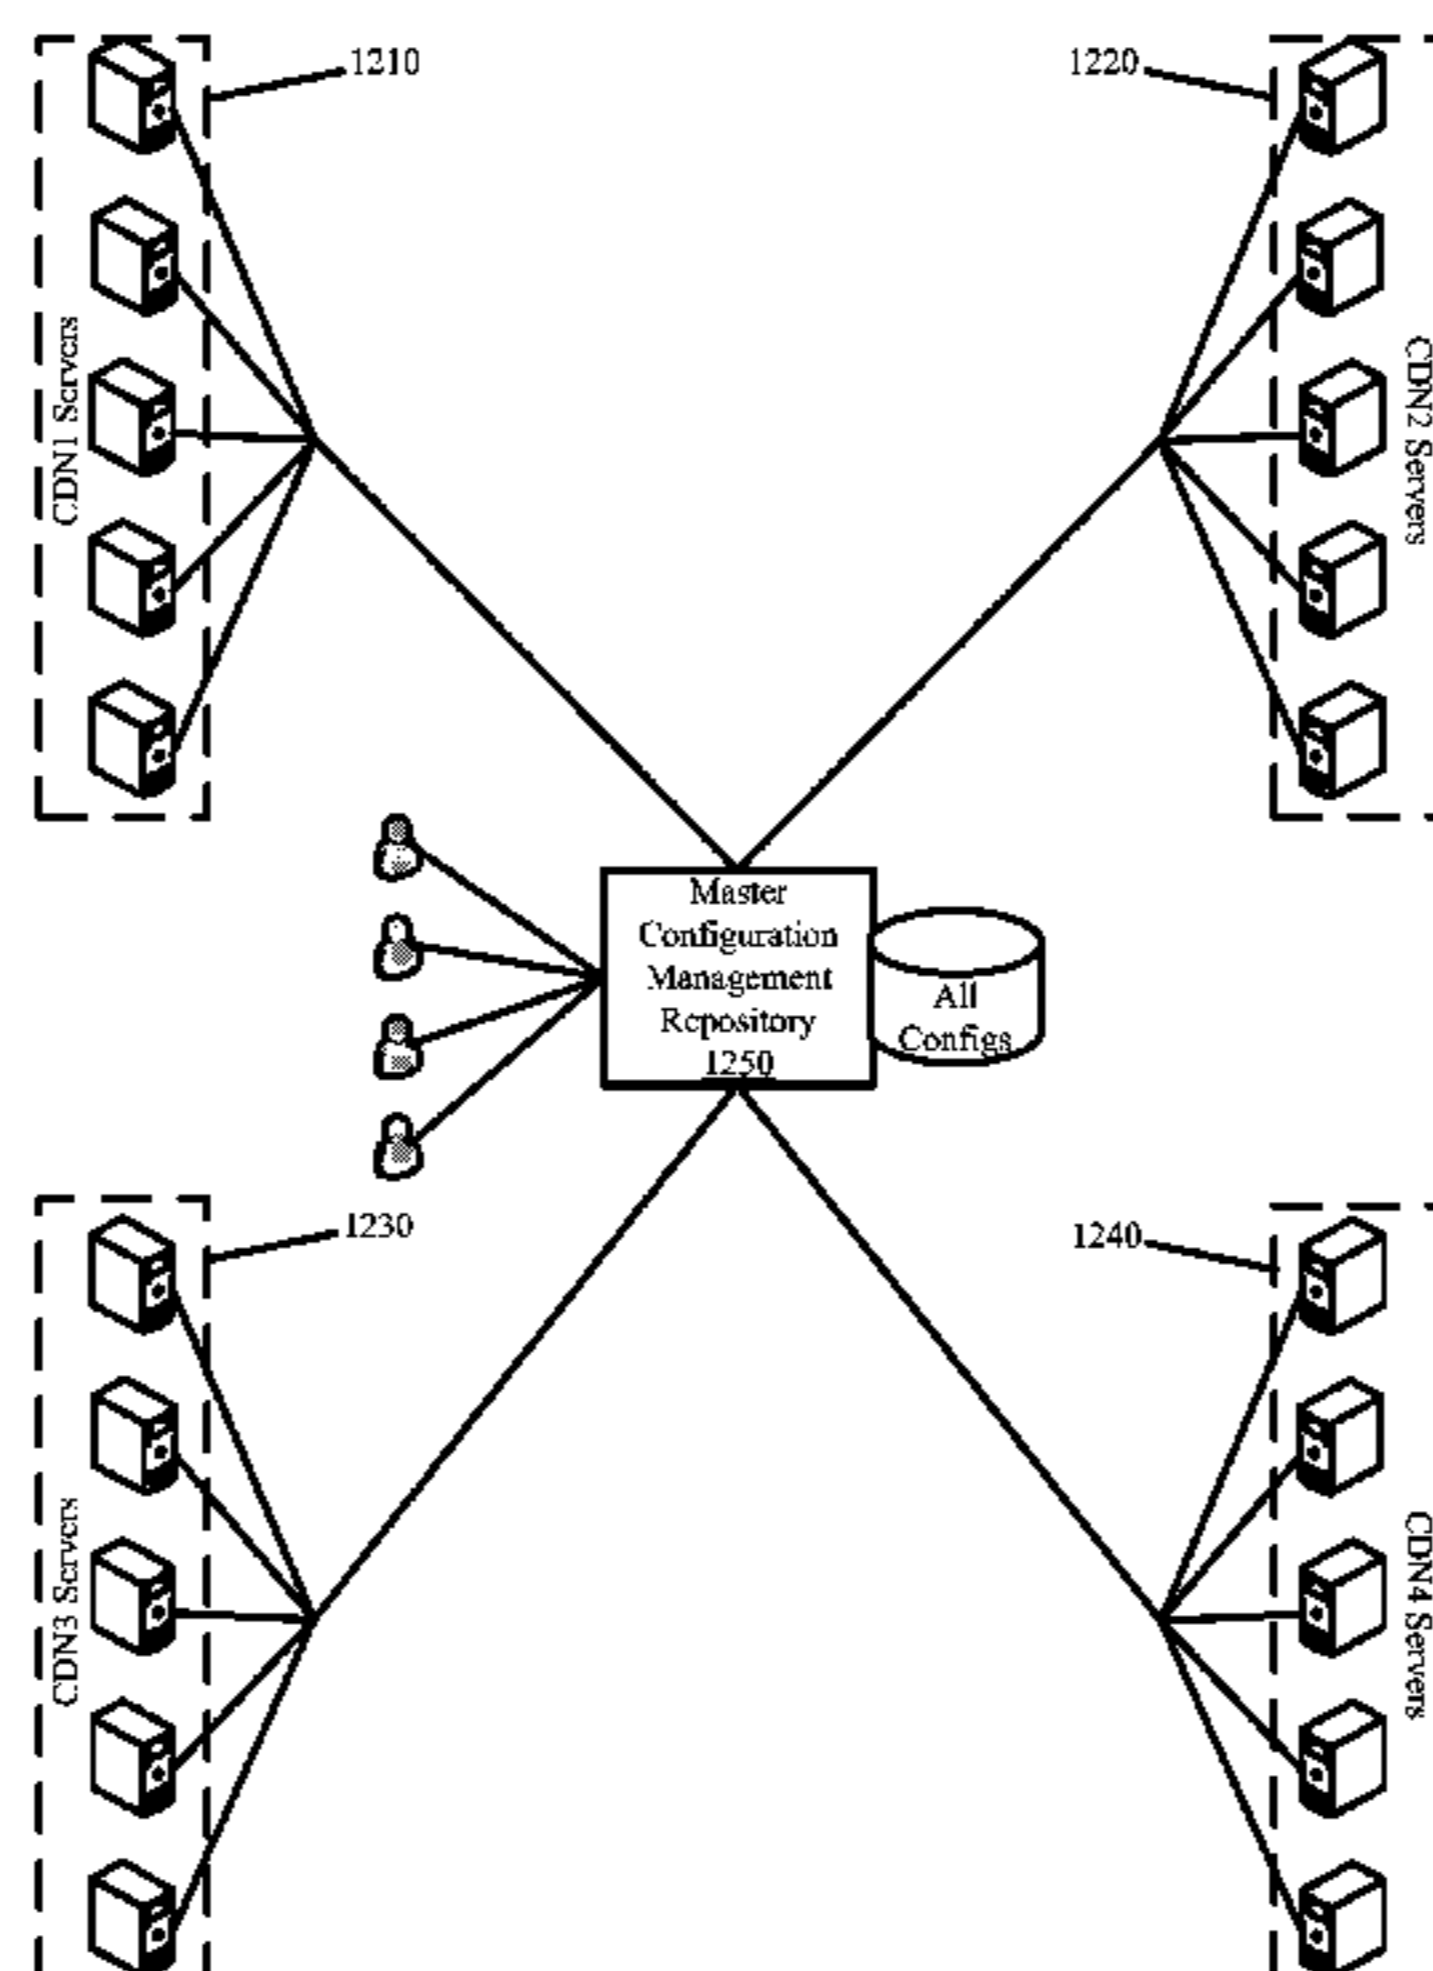 1210
1220
CDN1 Servers
CDN2 Servers
Master
Configuration
Management
Repository
1250
All
Configs
1230
1240
CDN3 Servers
CDN4 Servers